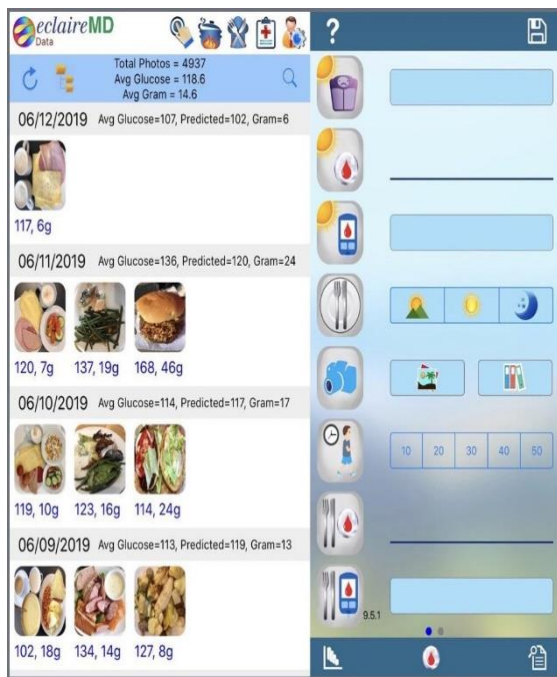 eclaireMD
Data
Total Photos = 4937
Avg Glucose = 118.6
Avg Gram = 14.6
06/12/2019 Avg Glucose=107, Predicted=102, Gram=6
117, 6g
06/11/2019 Avg Glucose=136, Predicted=120, Gram=24
120, 7g 137, 19g 168, 46g
06/10/2019 Avg Glucose=114, Predicted=117, Gram=17
119, 10g 123, 16g 114, 24g
06/09/2019 Avg Glucose=113, Predicted=119, Gram=13
102, 18g 134, 14g 127, 8g
?
10 20 30 40 50
9.5.1